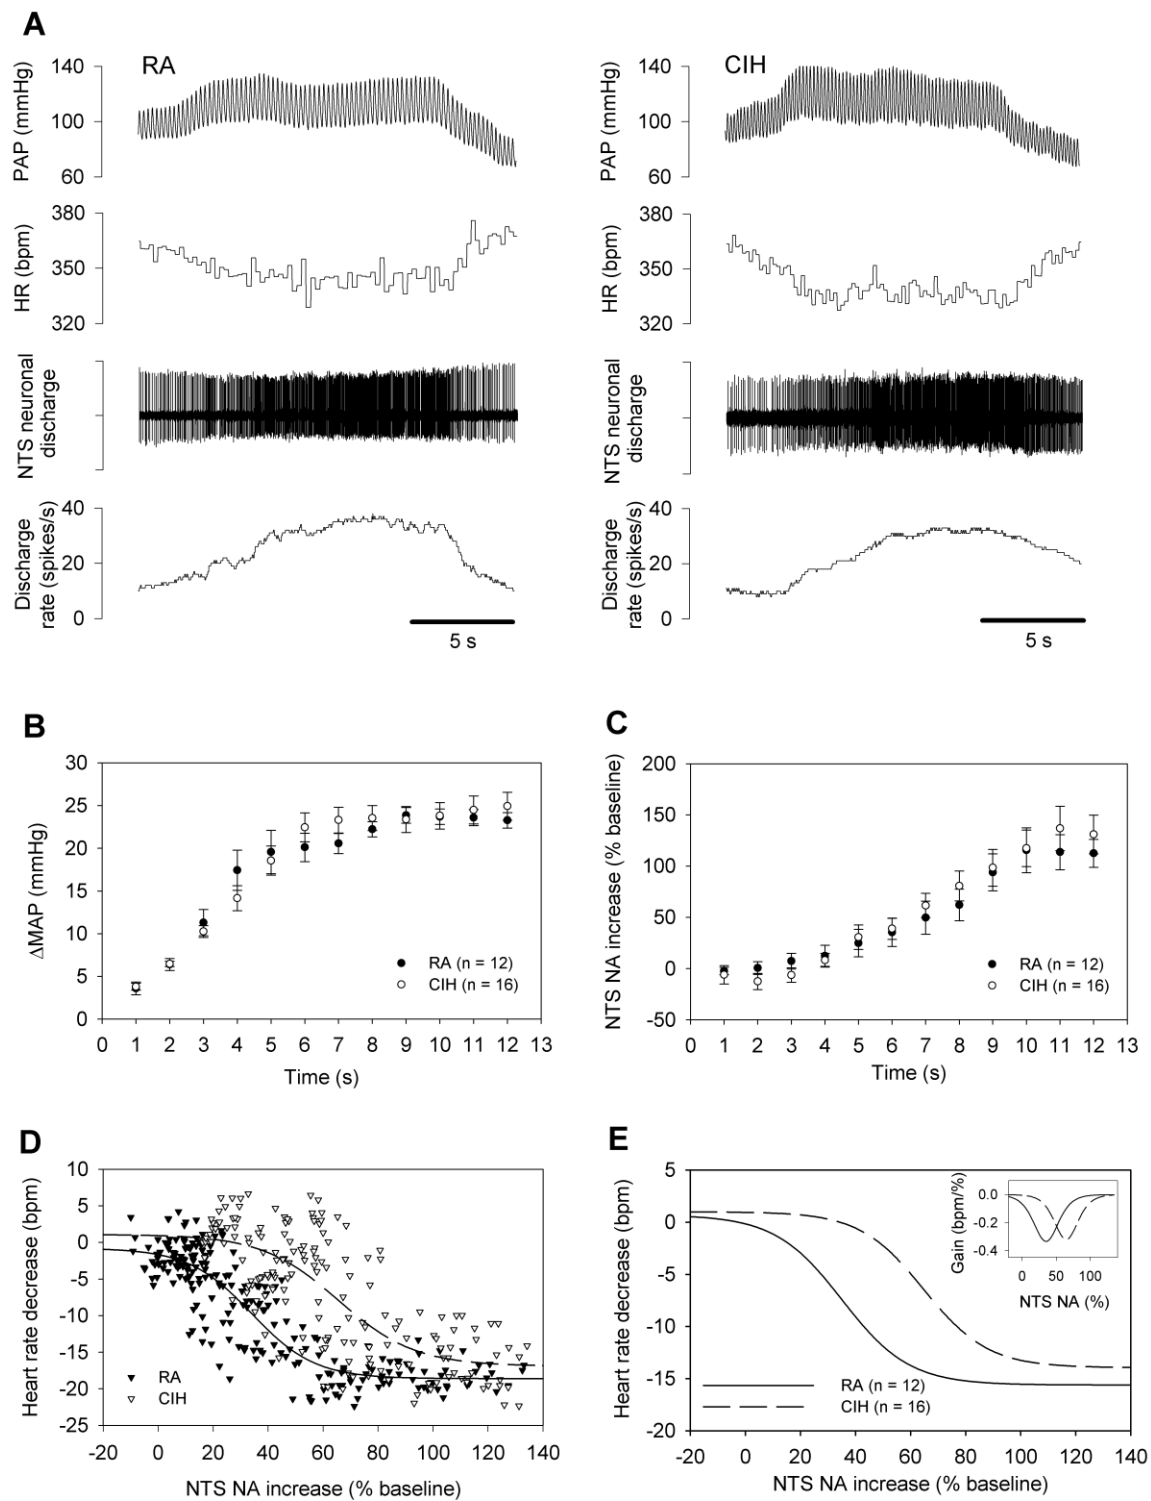 A
RA
CIH
PAP (mmHg)
140
100
60
PAP (mmHg)
140
100
60
HR (bpm)
380
350
320
HR (bpm)
380
350
320
NTS neuronal
discharge
NTS neuronal
discharge
Discharge
rate (spikes/s)
40
20
0
5 s
Discharge
rate (spikes/s)
40
20
0
5 s
B
ΔMAP (mmHg)
30
25
20
15
10
5
0
RA (n = 12)
CIH (n = 16)
0 1 2 3 4 5 6 7 8 9 10 11 12 13
Time (s)
C
NTS NA increase (% baseline)
200
150
100
50
0
-50
RA (n = 12)
CIH (n = 16)
0 1 2 3 4 5 6 7 8 9 10 11 12 13
Time (s)
D
Heart rate decrease (bpm)
10
5
0
-5
-10
-15
-20
-25
RA
CIH
-20 0 20 40 60 80 100 120 140
NTS NA increase (% baseline)
E
Heart rate decrease (bpm)
5
0
-5
-10
-15
-20
Gain (bpm/%)
0.0
-0.2
-0.4
0 50 100
NTS NA (%)
RA (n = 12)
CIH (n = 16)
-20 0 20 40 60 80 100 120 140
NTS NA increase (% baseline)